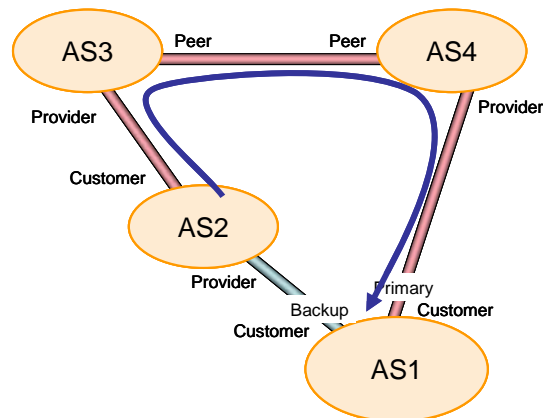 Peer Peer
AS3 AS4
Provider Provider
Customer
AS2
Provider
Primary
Backup
Customer Customer
AS1